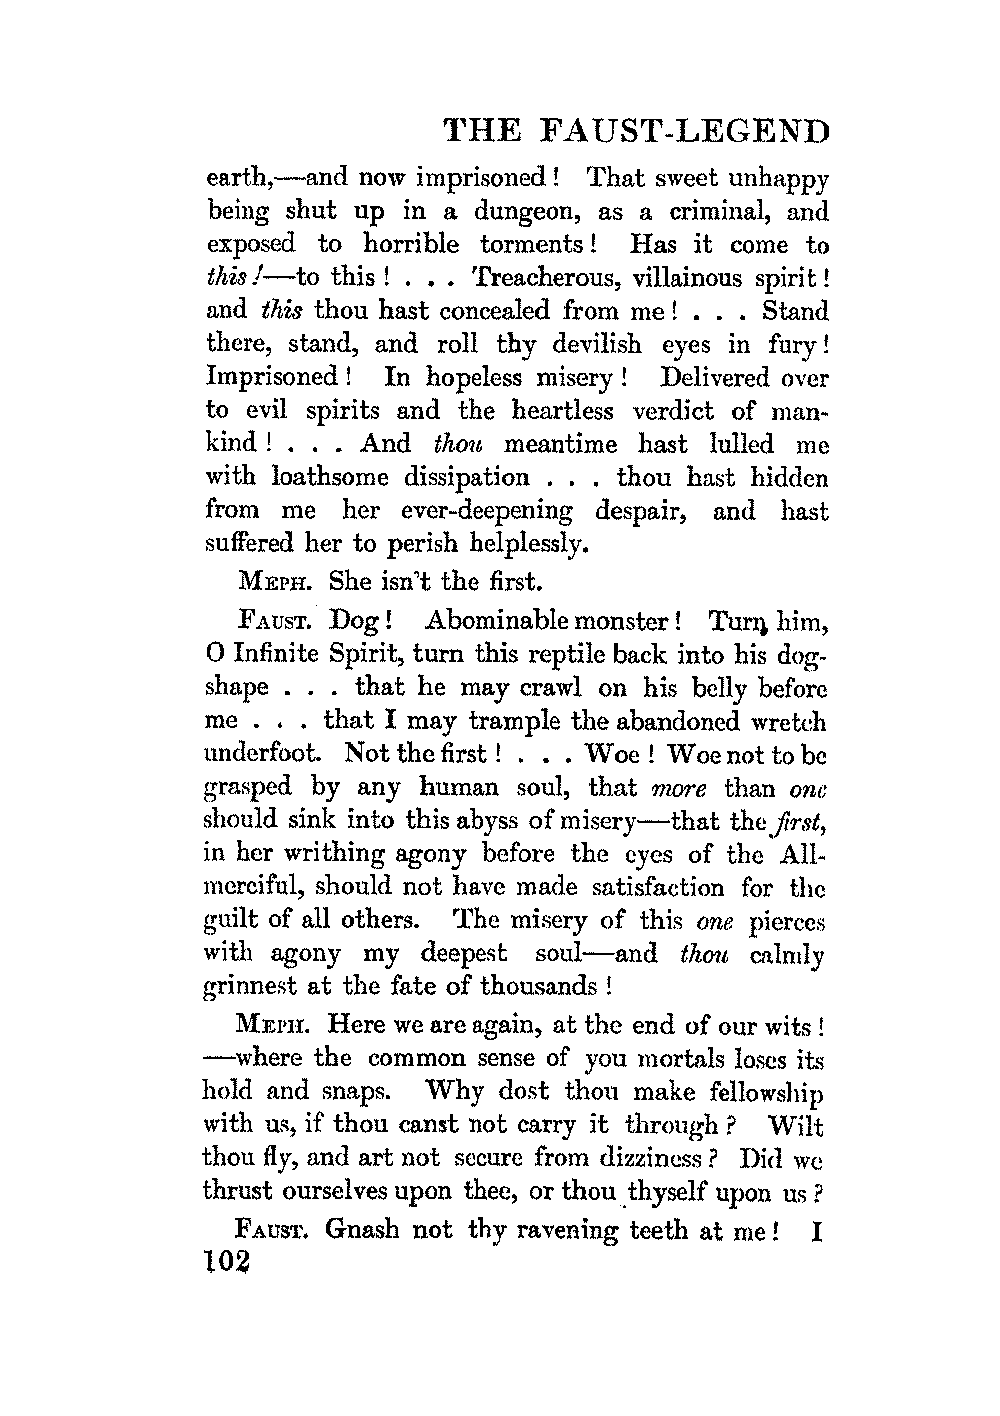 THE FAUST-LEGEND
earth,—and now imprisoned! That sweet unhappy
being shut up in a dungeon, as a criminal, and
exposed to horrible torments! Has it come to
this!—to this! . . . Treacherous, villainous spirit!
and this thou hast concealed from me! . . . Stand
there, stand, and roll thy devilish eyes in fury!
Imprisoned! In hopeless misery! Delivered over
to evil spirits and the heartless verdict of man-
kind! . . . And thou meantime hast lulled me
with loathsome dissipation . . . thou hast hidden
from me her ever-deepening despair, and hast
suffered her to perish helplessly.
MEPH. She isn't the first.
FAUST. Dog! Abominable monster! Turn him,
O Infinite Spirit, turn this reptile back into his dog-
shape . . . that he may crawl on his belly before
me . . . that I may trample the abandoned wretch
underfoot. Not the first! . . . Woe! Woe not to be
grasped by any human soul, that more than one
should sink into this abyss of misery—that the first,
in her writhing agony before the eyes of the All-
merciful, should not have made satisfaction for the
guilt of all others. The misery of this one pierces
with agony my deepest soul—and thou calmly
grinnest at the fate of thousands!
MEPH. Here we are again, at the end of our wits!
—where the common sense of you mortals loses its
hold and snaps. Why dost thou make fellowship
with us, if thou canst not carry it through? Wilt
thou fly, and art not secure from dizziness? Did we
thrust ourselves upon thee, or thou thyself upon us?
FAUST. Gnash not thy ravening teeth at me! I
102